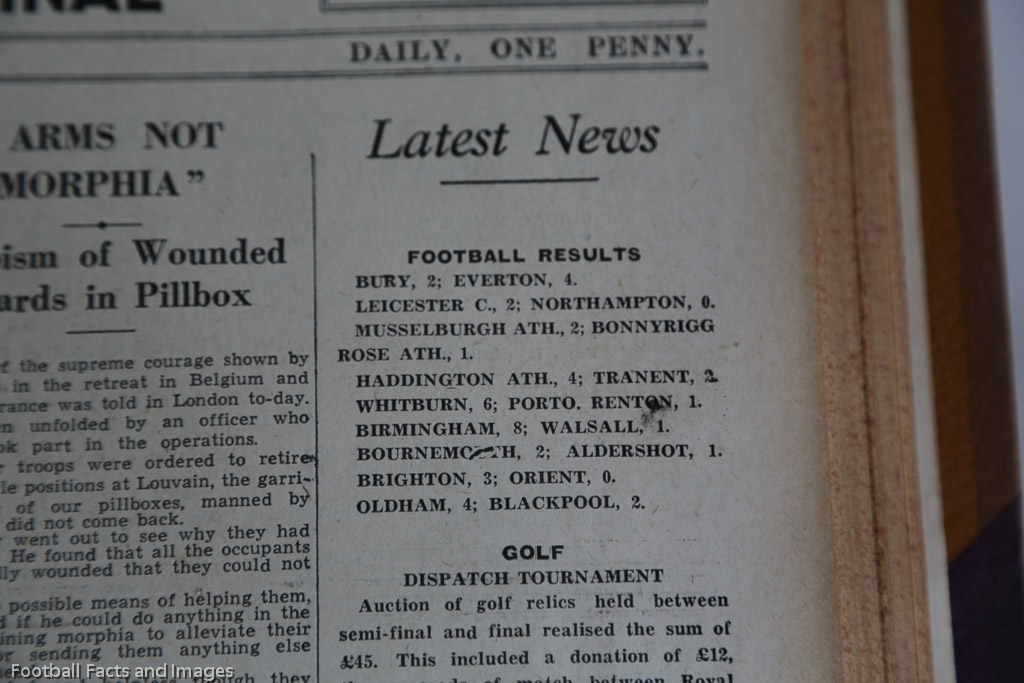 DAILY, ONE PENNY.
ARMS NOT
MORPHIA"
ism of Wounded
ards in Pillbox
f the supreme courage shown by
in the retreat in Belgium and
rance was told in London to-day.
n unfolded by an officer who
ok part in the operations.
r troops were ordered to retire
le positions at Louvain, the garri-
of our pillboxes, manned by
did not come back.
went out to see why they had
He found that all the occupants
lly wounded that they could not
possible means of helping them,
d if he could do anything in the
ining morphia to alleviate their
or sending them anything else
they
Latest News
FOOTBALL RESULTS
BURY, 2; EVERTON, 4.
LEICESTER C., 2; NORTHAMPTON, 0.
MUSSELBURGH ATH., 2; BONNYRIGG
ROSE ATH., 1.
HADDINGTON ATH., 4; TRANENT, 2.
WHITBURN, 6; PORTO. RENTON, 1.
BIRMINGHAM, 8; WALSALL, 1.
BOURNEMOUTH, 2; ALDERSHOT, 1.
BRIGHTON, 3; ORIENT, 0.
OLDHAM, 4; BLACKPOOL, 2.
GOLF
DISPATCH TOURNAMENT
Auction of golf relics held between
semi-final and final realised the sum of
£45. This included a donation of £12,
of match between Royal
Football Facts and Images